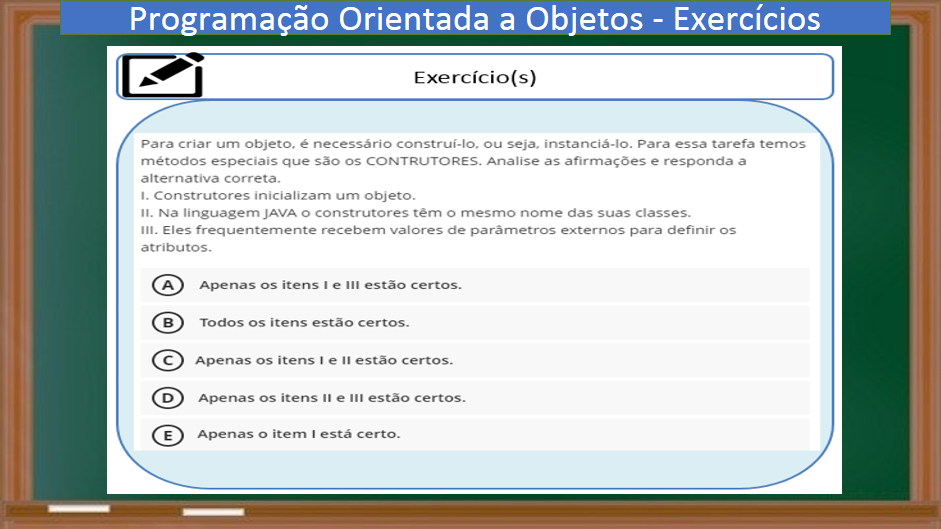 Programação Orientada a Objetos - Exercícios
Exercício(s)
Para criar um objeto, é necessário construí-lo, ou seja, instanciá-lo. Para essa tarefa temos
métodos especiais que são os CONTRUTORES. Analise as afirmações e responda a
alternativa correta.
I. Construtores inicializam um objeto.
II. Na linguagem JAVA o construtores têm o mesmo nome das suas classes.
III. Eles frequentemente recebem valores de parâmetros externos para definir os
atributos.
A Apenas os itens I e III estão certos.
B Todos os itens estão certos.
C Apenas os itens I e II estão certos.
D Apenas os itens II e III estão certos.
E Apenas o item I está certo.